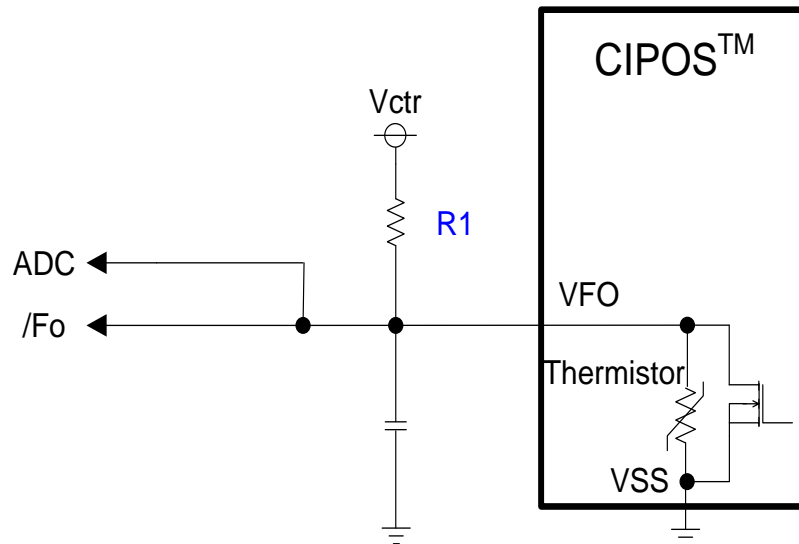 CIPOS™
Vctr
R1
ADC
/Fo
VFO
Thermistor
VSS